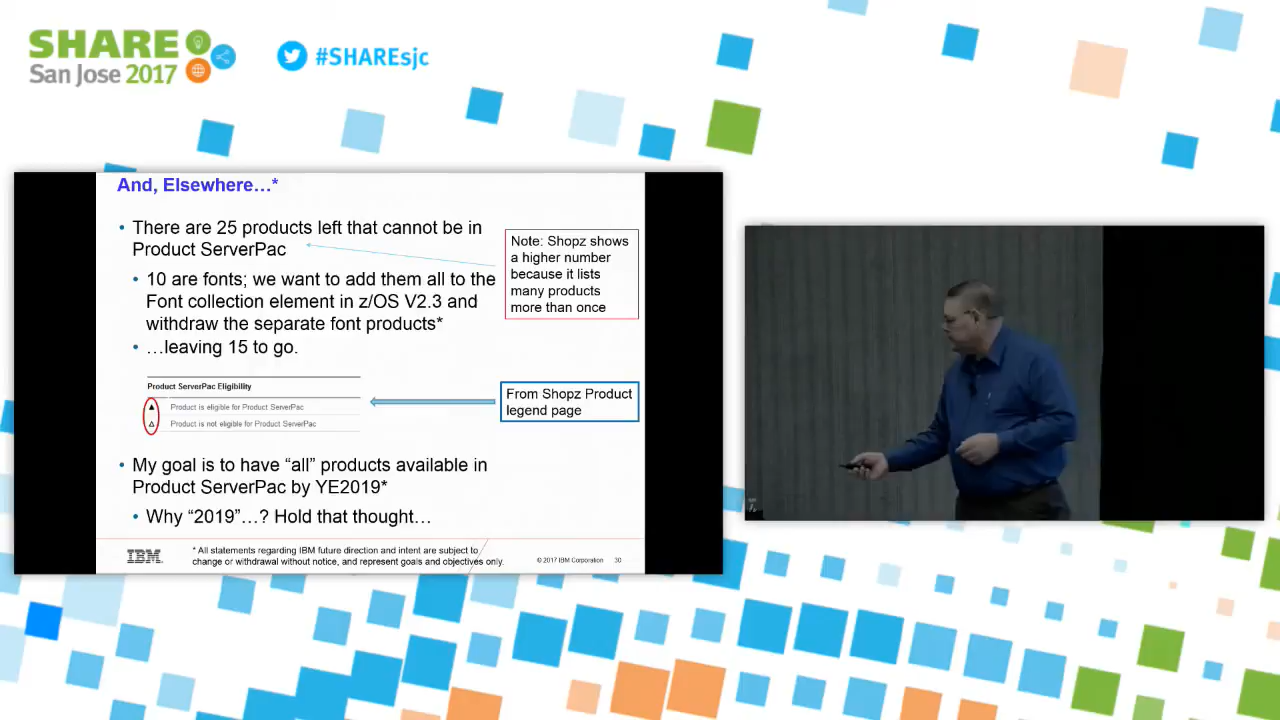 SHARE
San Jose 2017
#SHAREsjc
And, Elsewhere…*
• There are 25 products left that cannot be in
Product ServerPac
• 10 are fonts; we want to add them all to the
Font collection element in z/OS V2.3 and
withdraw the separate font products*
• …leaving 15 to go.
Note: Shopz shows
a higher number
because it lists
many products
more than once
Product ServerPac Eligibility
▲ Product is eligible for Product ServerPac
△ Product is not eligible for Product ServerPac
From Shopz Product
legend page
• My goal is to have “all” products available in
Product ServerPac by YE2019*
• Why “2019”…? Hold that thought…
IBM
* All statements regarding IBM future direction and intent are subject to
change or withdrawal without notice, and represent goals and objectives only.
© 2017 IBM Corporation
30